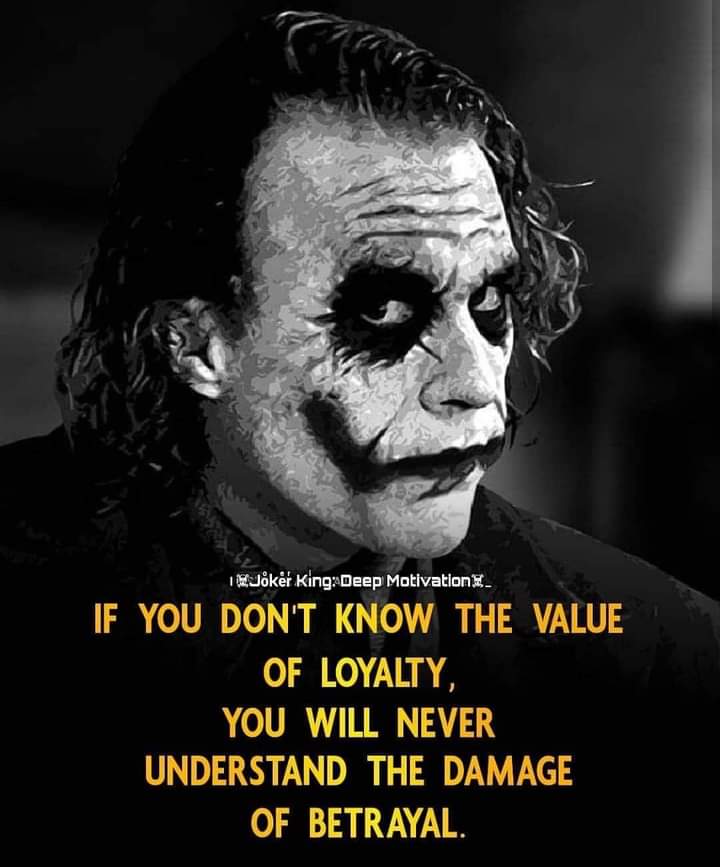 ☠Jåkěř King: Deep Motivation☠_
IF YOU DON'T KNOW THE VALUE
OF LOYALTY,
YOU WILL NEVER
UNDERSTAND THE DAMAGE
OF BETRAYAL.